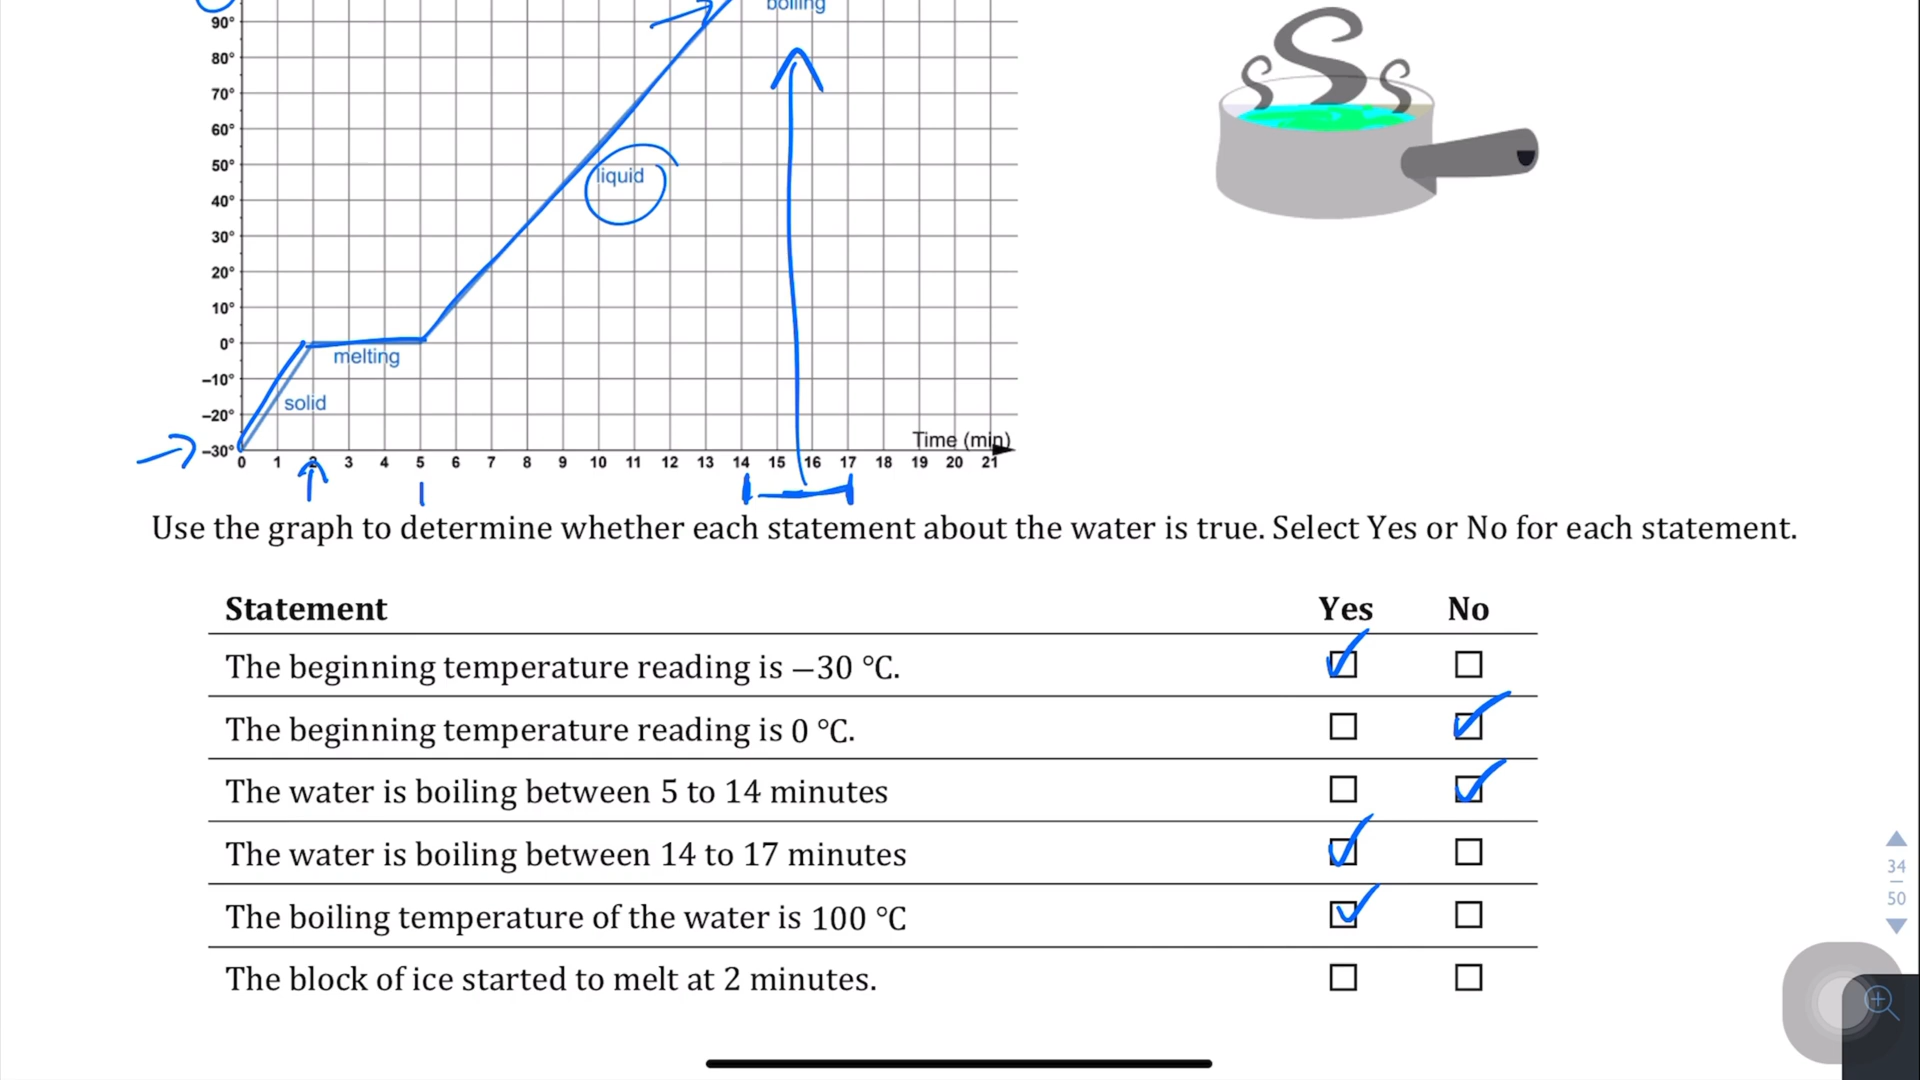 90°
boiling
80°
70°
60°
50°
liquid
40°
30°
20°
10°
0°
melting
–10°
solid
–20°
Time (min)
–30°
0 1 2 3 4 5 6 7 8 9 10 11 12 13 14 15 16 17 18 19 20 21
Use the graph to determine whether each statement about the water is true. Select Yes or No for each statement.
Statement Yes No
The beginning temperature reading is −30 °C.
The beginning temperature reading is 0 °C.
The water is boiling between 5 to 14 minutes
The water is boiling between 14 to 17 minutes
The boiling temperature of the water is 100 °C
The block of ice started to melt at 2 minutes.
34
50